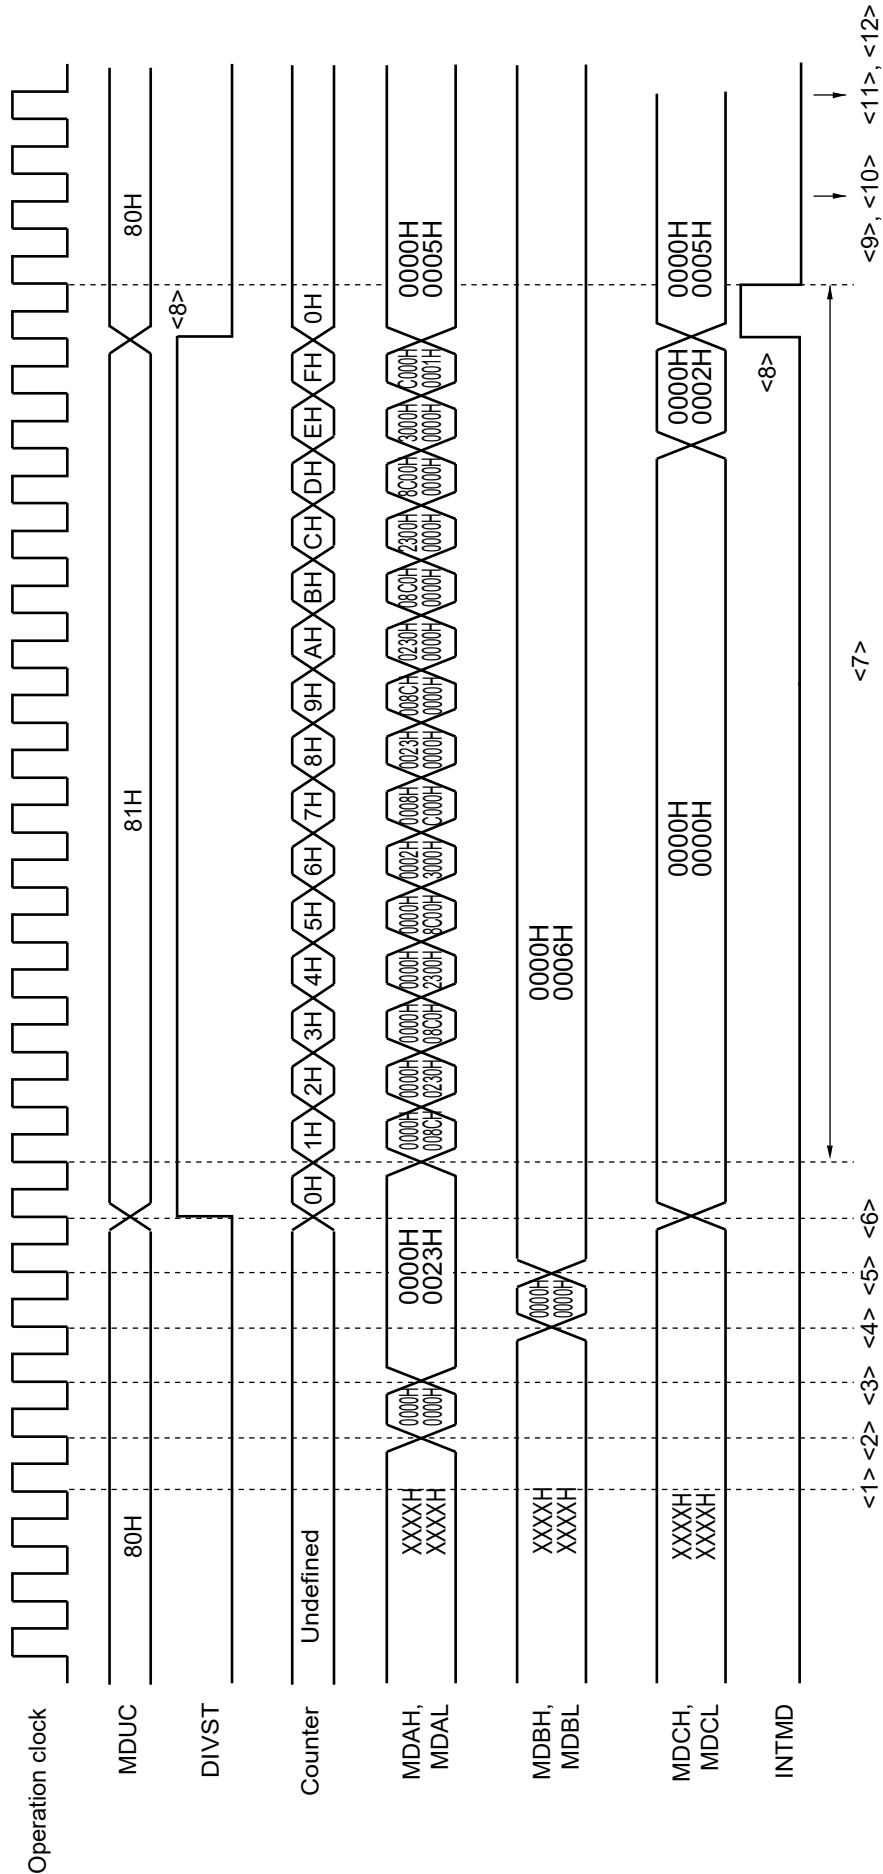 Operation clock
MDUC
80H
81H
80H
DIVST
<8>
Counter
Undefined
0H
1H
2H
3H
4H
5H
6H
7H
8H
9H
AH
BH
CH
DH
EH
FH
0H
MDAH,
MDAL
XXXXH
XXXXH
0000H
0000H
0000H
0023H
0000H
008CH
0000H
0230H
0000H
08C0H
0000H
2300H
0000H
8C00H
0002H
3000H
0008H
C000H
0023H
0000H
008CH
0000H
0230H
0000H
08C0H
0000H
2300H
0000H
8C00H
0000H
3000H
0000H
C000H
0001H
0000H
0005H
MDBH,
MDBL
XXXXH
XXXXH
0000H
0000H
0000H
0006H
MDCH,
MDCL
XXXXH
XXXXH
0000H
0000H
0000H
0002H
0000H
0005H
INTMD
<8>
<1>
<2>
<3>
<4>
<5>
<6>
<7>
<9>, <10>
<11>, <12>